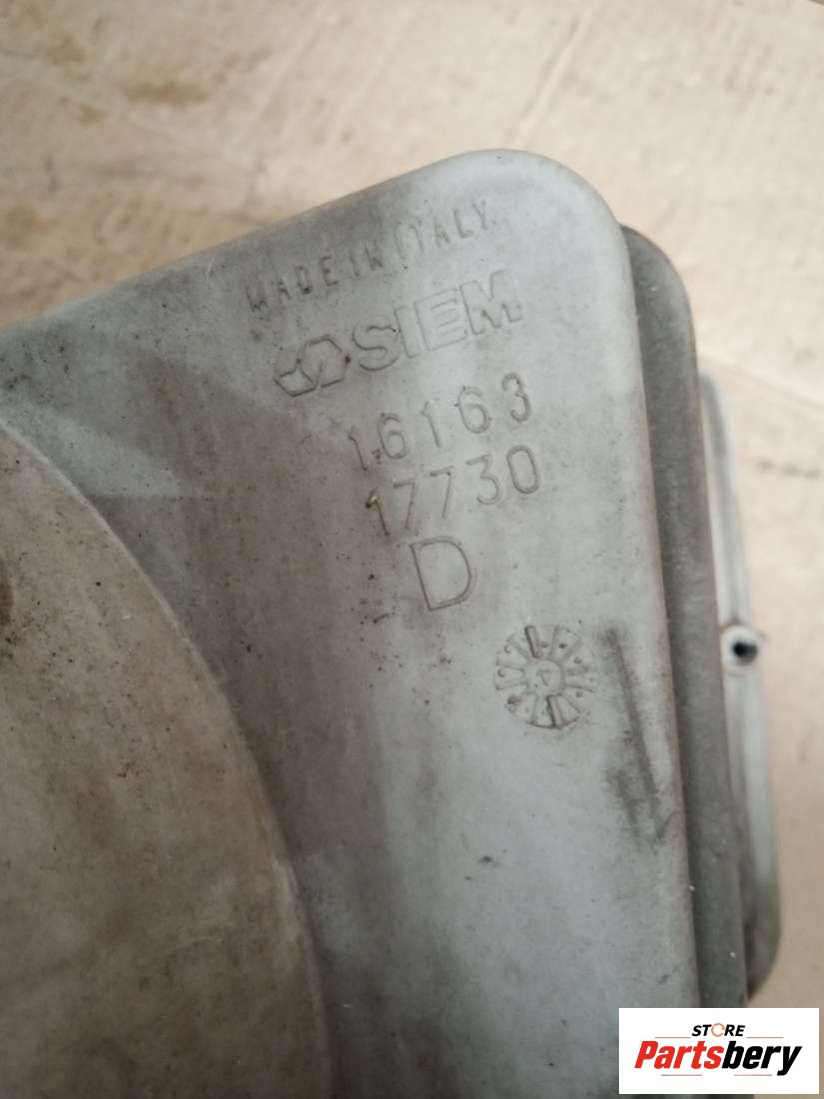 MADE IN ITALY
SIEM
16163
17730
D
STORE
Partsbery